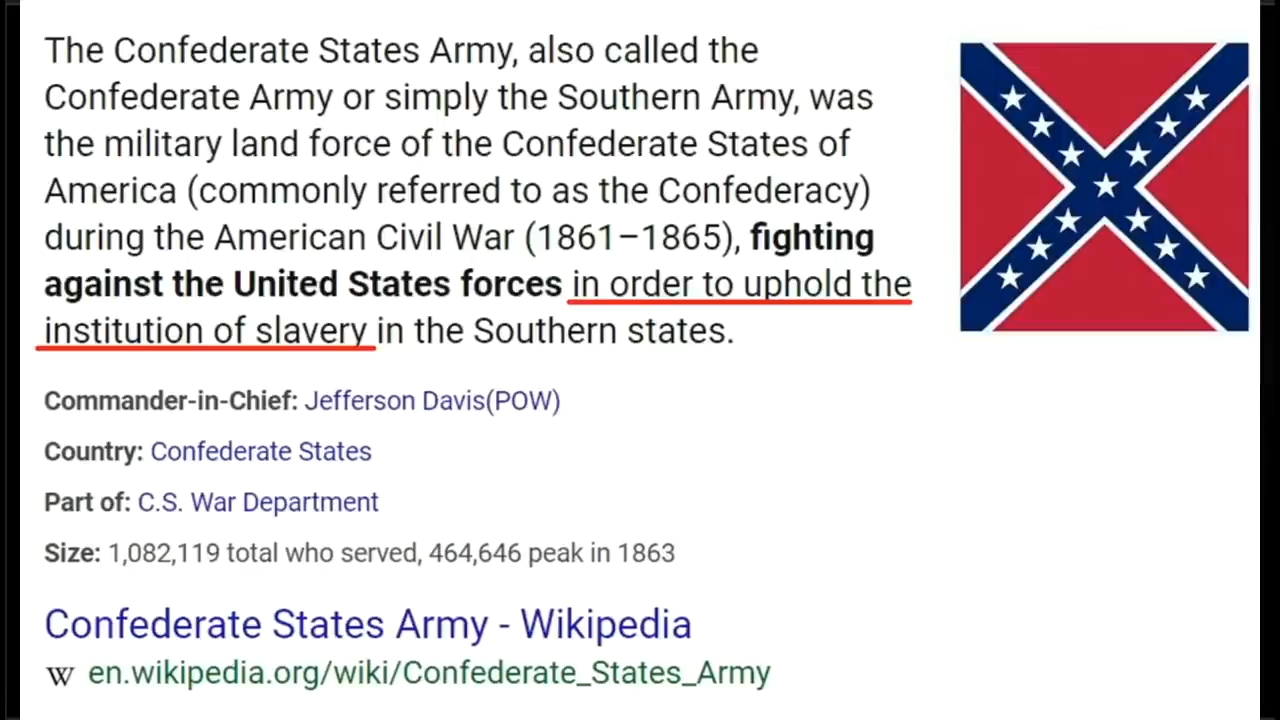 The Confederate States Army, also called the
Confederate Army or simply the Southern Army, was
the military land force of the Confederate States of
America (commonly referred to as the Confederacy)
during the American Civil War (1861–1865), fighting
against the United States forces in order to uphold the
institution of slavery in the Southern states.
Commander-in-Chief: Jefferson Davis(POW)
Country: Confederate States
Part of: C.S. War Department
Size: 1,082,119 total who served, 464,646 peak in 1863
Confederate States Army - Wikipedia
W en.wikipedia.org/wiki/Confederate_States_Army